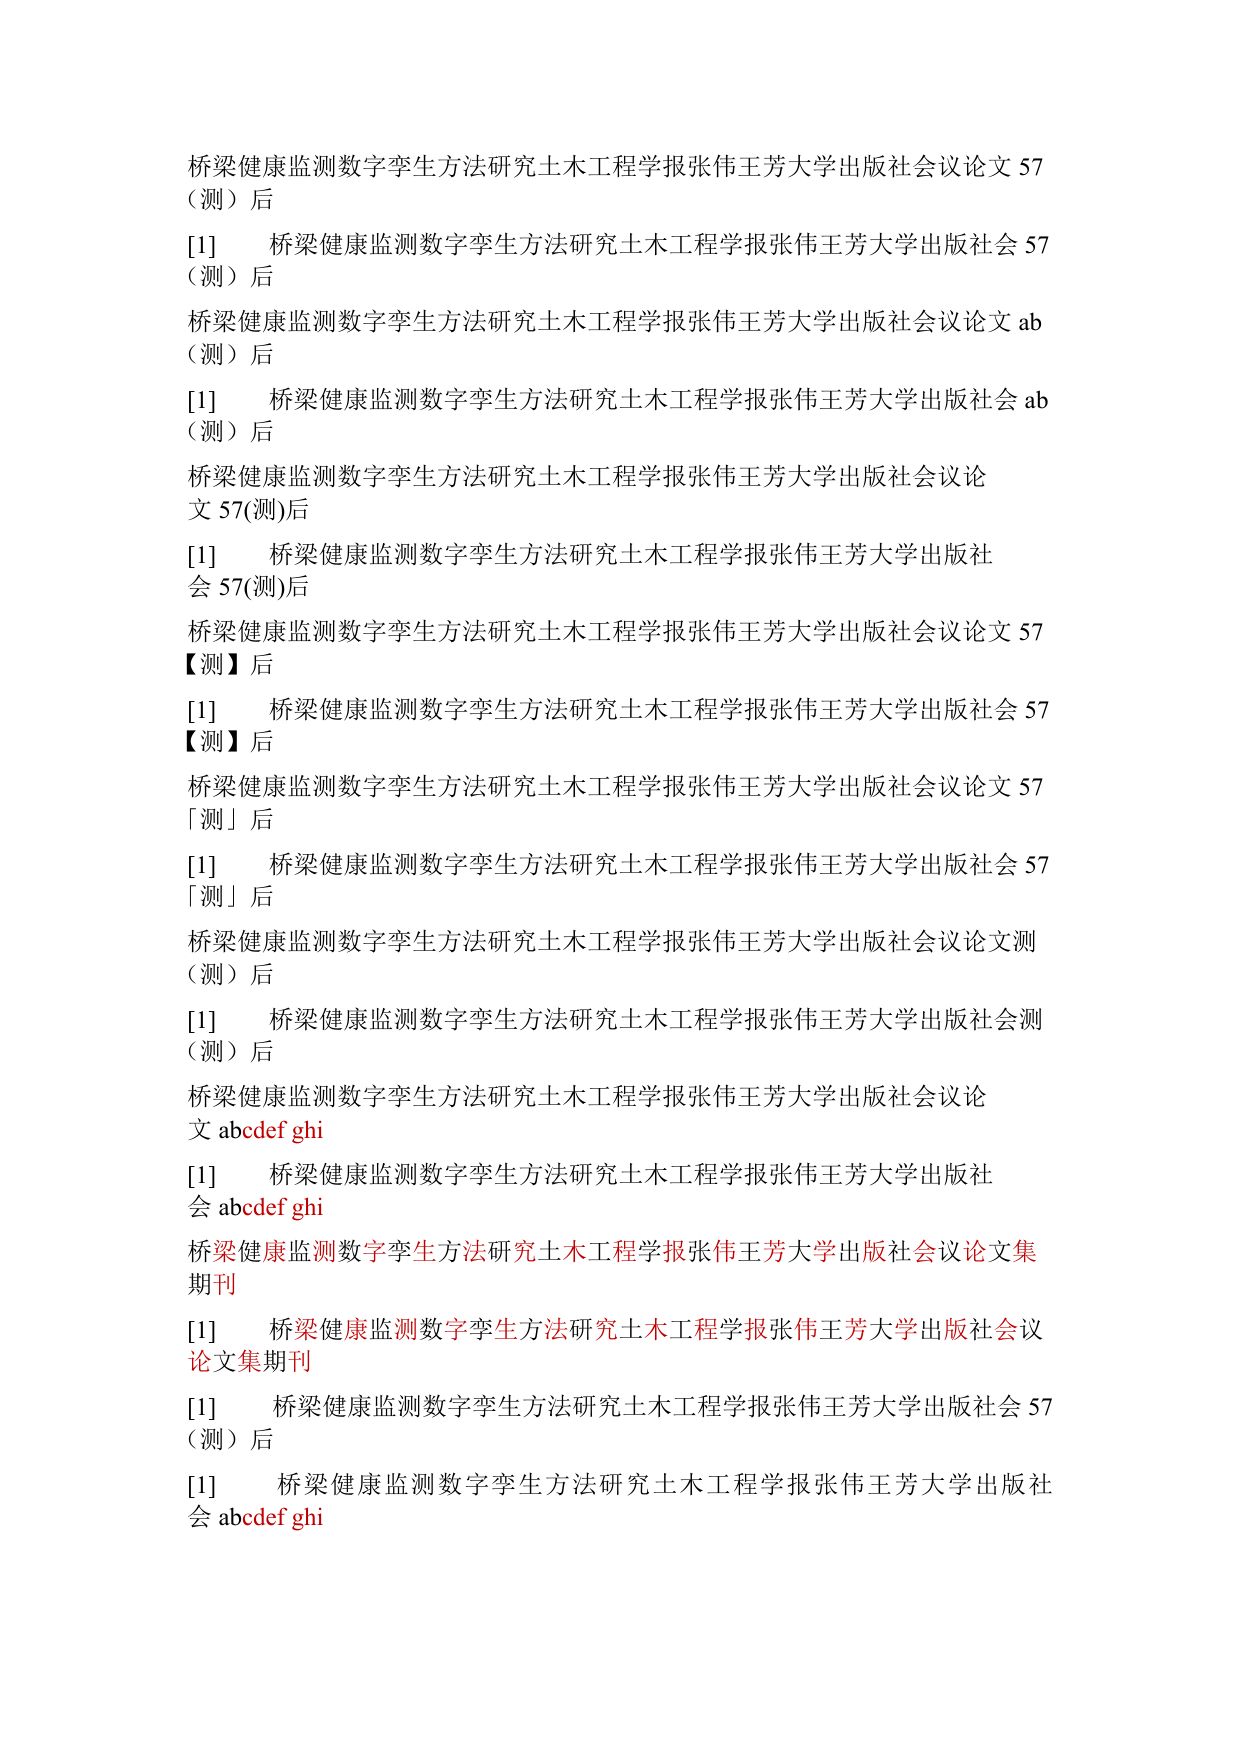 桥梁健康监测数字孪生方法研究土木工程学报张伟王芳大学出版社会议论文 57
（测）后
[1] 桥梁健康监测数字孪生方法研究土木工程学报张伟王芳大学出版社会 57
（测）后
桥梁健康监测数字孪生方法研究土木工程学报张伟王芳大学出版社会议论文 ab
（测）后
[1] 桥梁健康监测数字孪生方法研究土木工程学报张伟王芳大学出版社会 ab
（测）后
桥梁健康监测数字孪生方法研究土木工程学报张伟王芳大学出版社会议论
文 57(测)后
[1] 桥梁健康监测数字孪生方法研究土木工程学报张伟王芳大学出版社
会 57(测)后
桥梁健康监测数字孪生方法研究土木工程学报张伟王芳大学出版社会议论文 57
【测】后
[1] 桥梁健康监测数字孪生方法研究土木工程学报张伟王芳大学出版社会 57
【测】后
桥梁健康监测数字孪生方法研究土木工程学报张伟王芳大学出版社会议论文 57
「测」后
[1] 桥梁健康监测数字孪生方法研究土木工程学报张伟王芳大学出版社会 57
「测」后
桥梁健康监测数字孪生方法研究土木工程学报张伟王芳大学出版社会议论文测
（测）后
[1] 桥梁健康监测数字孪生方法研究土木工程学报张伟王芳大学出版社会测
（测）后
桥梁健康监测数字孪生方法研究土木工程学报张伟王芳大学出版社会议论
文 abcdef ghi
[1] 桥梁健康监测数字孪生方法研究土木工程学报张伟王芳大学出版社
会 abcdef ghi
桥梁健康监测数字孪生方法研究土木工程学报张伟王芳大学出版社会议论文集
期刊
[1] 桥梁健康监测数字孪生方法研究土木工程学报张伟王芳大学出版社会议
论文集期刊
[1] 桥梁健康监测数字孪生方法研究土木工程学报张伟王芳大学出版社会 57
（测）后
[1] 桥梁健康监测数字孪生方法研究土木工程学报张伟王芳大学出版社
会 abcdef ghi